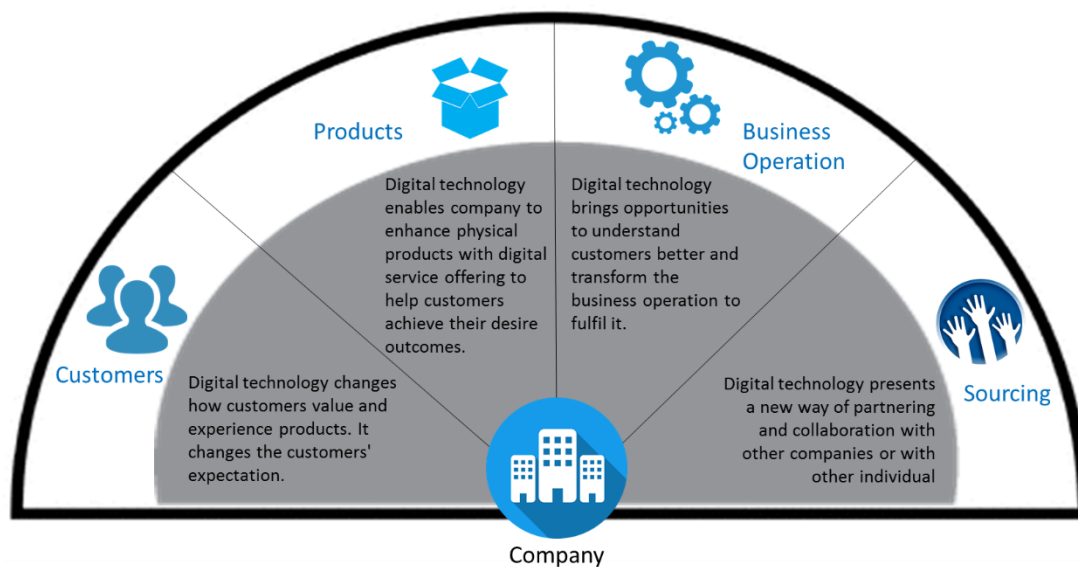 Products
Business
Operation
Digital technology
enables company to
enhance physical
products with digital
service offering to
help customers
achieve their desire
outcomes.
Digital technology
brings opportunities
to understand
customers better and
transform the
business operation to
fulfil it.
Customers
Digital technology changes
how customers value and
experience products. It
changes the customers'
expectation.
Sourcing
Digital technology presents
a new way of partnering
and collaboration with
other companies or with
other individual
Company